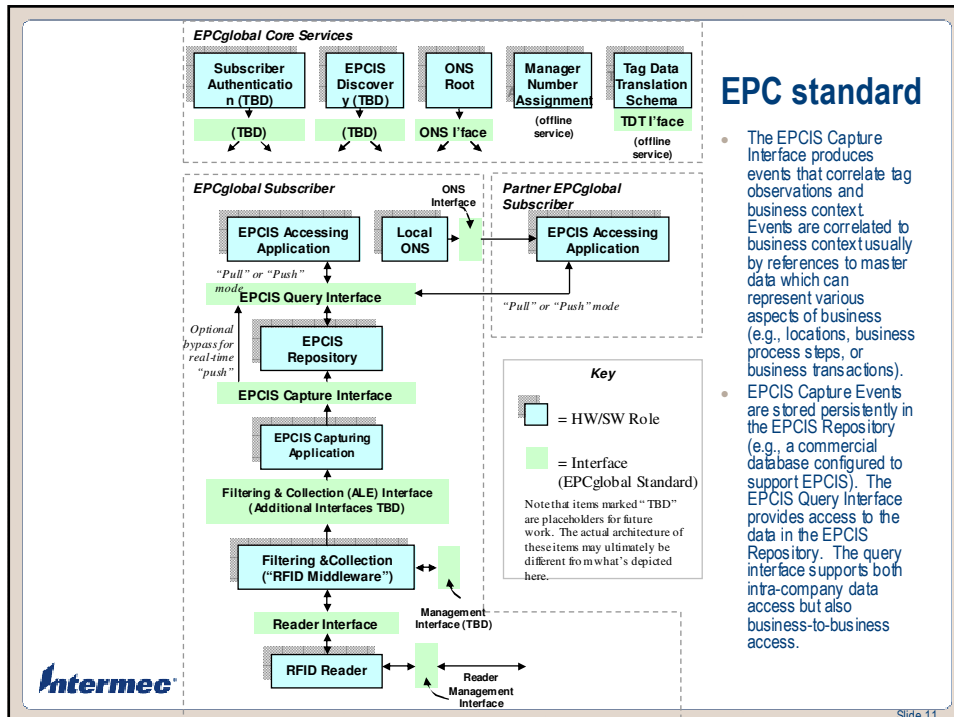 EPCglobal Core Services
Subscriber
Authenticatio
n (TBD)
(TBD)
EPCIS
Discover
y (TBD)
(TBD)
ONS
Root
ONS I'face
Manager
Number
Assignment
(offline
service)
Tag Data
Translation
Schema
TDT I'face
(offline
service)
EPCglobal Subscriber
ONS
Interface
Partner EPCglobal
Subscriber
EPCIS Accessing
Application
Local
ONS
EPCIS Accessing
Application
“Pull” or “Push”
mode
EPCIS Query Interface
“Pull” or “Push” mode
Optional
bypass for
real-time
“push”
EPCIS
Repository
EPCIS Capture Interface
EPCIS Capturing
Application
Filtering & Collection (ALE) Interface
(Additional Interfaces TBD)
Filtering &Collection
(“RFID Middleware”)
Management
Interface (TBD)
Reader Interface
RFID Reader
Reader
Management
Interface
Key
= HW/SW Role
= Interface
(EPCglobal Standard)
Note that items marked “TBD”
are placeholders for future
work. The actual architecture of
these items may ultimately be
different from what’s depicted
here.
EPC standard
• The EPCIS Capture
Interface produces
events that correlate tag
observations and
business context.
Events are correlated to
business context usually
by references to master
data which can
represent various
aspects of business
(e.g., locations, business
process steps, or
business transactions).
• EPCIS Capture Events
are stored persistently in
the EPCIS Repository
(e.g., a commercial
database configured to
support EPCIS). The
EPCIS Query Interface
provides access to the
data in the EPCIS
Repository. The query
interface supports both
intra-company data
access but also
business-to-business
access.
Intermec
Slide 11